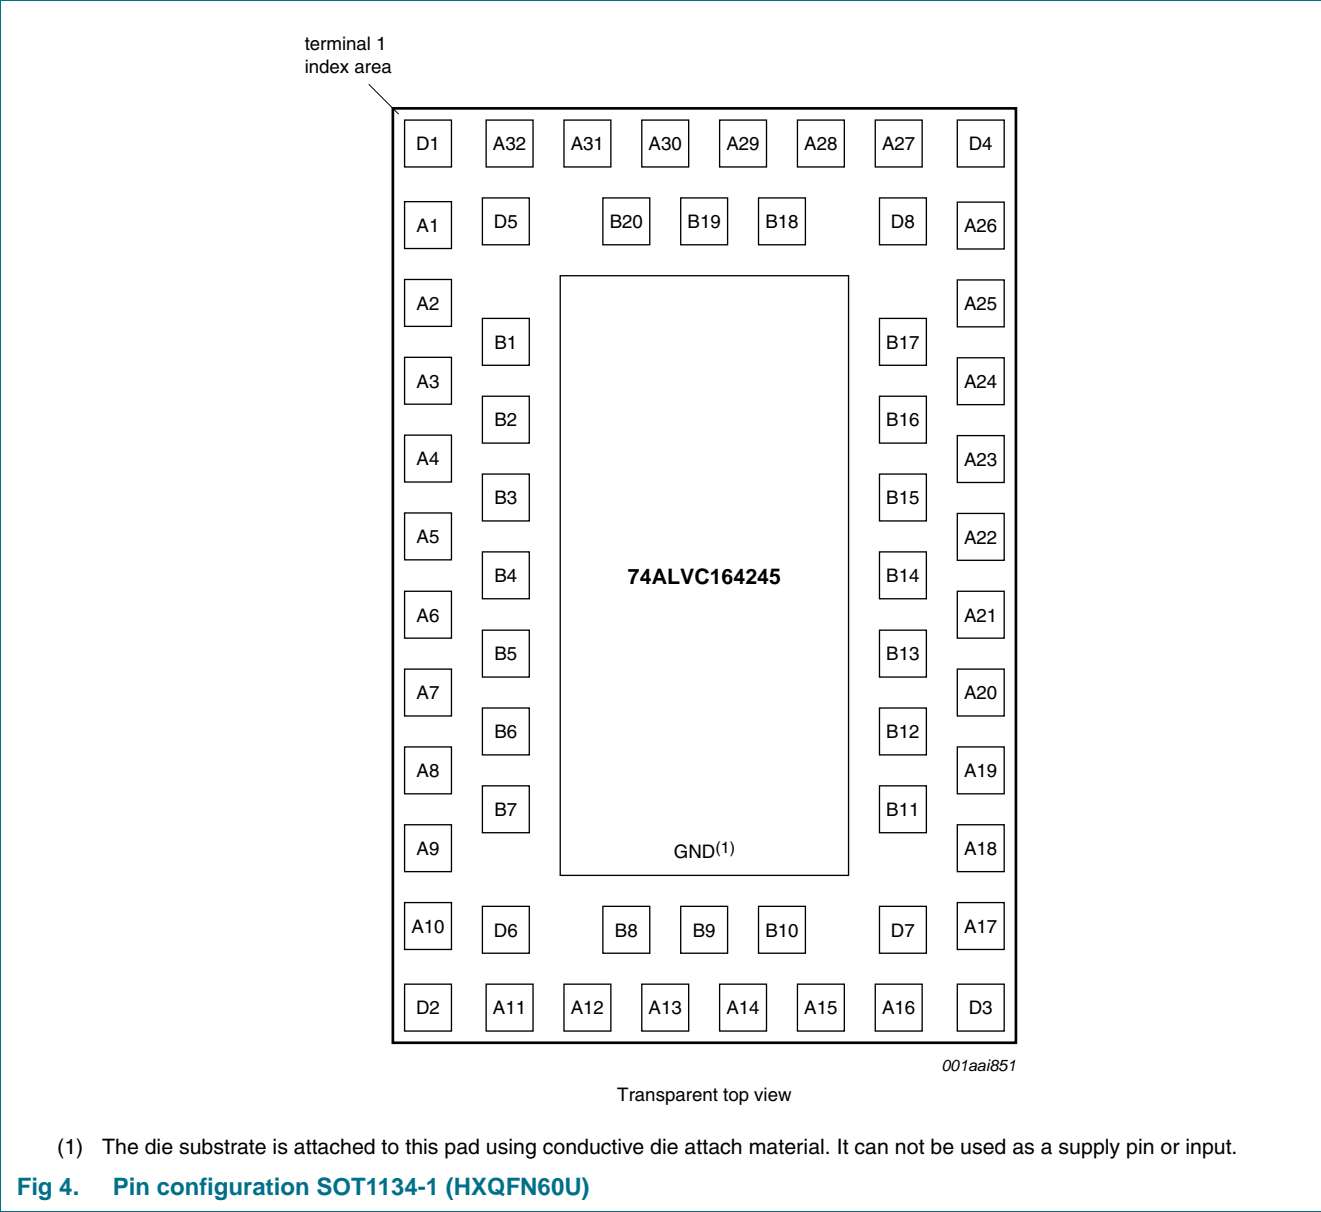 terminal 1
index area
D1 A32 A31 A30 A29 A28 A27 D4
A1 D5 B20 B19 B18 D8 A26
A2 A25
B1 B17
A3 A24
B2 B16
A4 A23
B3 B15
A5 A22
B4 74ALVC164245 B14
A6 A21
B5 B13
A7 A20
B6 B12
A8 A19
B7 B11
A9 GND(1) A18
A10 D6 B8 B9 B10 D7 A17
D2 A11 A12 A13 A14 A15 A16 D3
001aai851
Transparent top view
(1) The die substrate is attached to this pad using conductive die attach material. It can not be used as a supply pin or input.
Fig 4. Pin configuration SOT1134-1 (HXQFN60U)